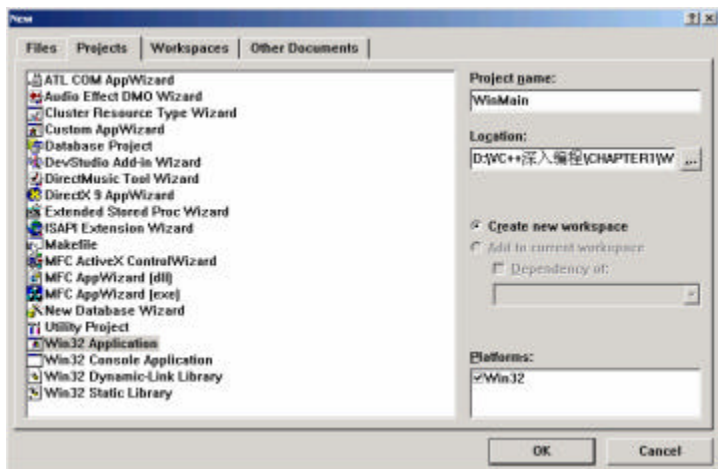 New
Files Projects Workspaces Other Documents
ATL COM AppWizard
Audio Effect DMO Wizard
Cluster Resource Type Wizard
Custom AppWizard
Database Project
DevStudio Add-in Wizard
DirectMusic Tool Wizard
DirectX 9 AppWizard
Extended Stored Proc Wizard
ISAPI Extension Wizard
Makefile
MFC ActiveX ControlWizard
MFC AppWizard (dll)
MFC AppWizard (exe)
New Database Wizard
Utility Project
Win32 Application
Win32 Console Application
Win32 Dynamic-Link Library
Win32 Static Library
Project name:
WinMain
Location:
D:\VC++深入编程\CHAPTER1\W
...
Create new workspace
Add to current workspace
Dependency of:
Platforms:
Win32
OK Cancel